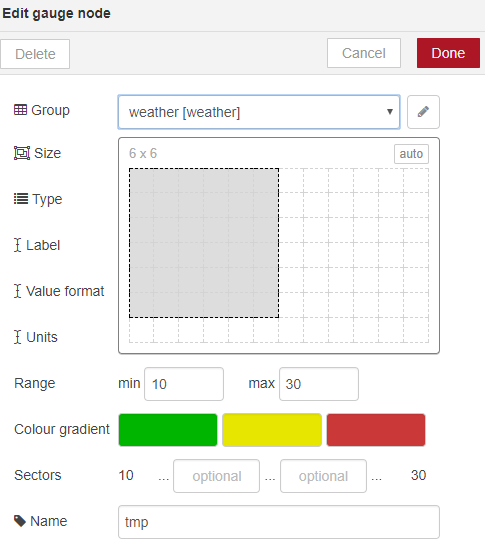 Edit gauge node
Delete Cancel Done
Group weather [weather]
Size 6 x 6 auto
Type
Label
Value format
Units
Range min 10 max 30
Colour gradient
Sectors 10 ... optional ... optional ... 30
Name tmp